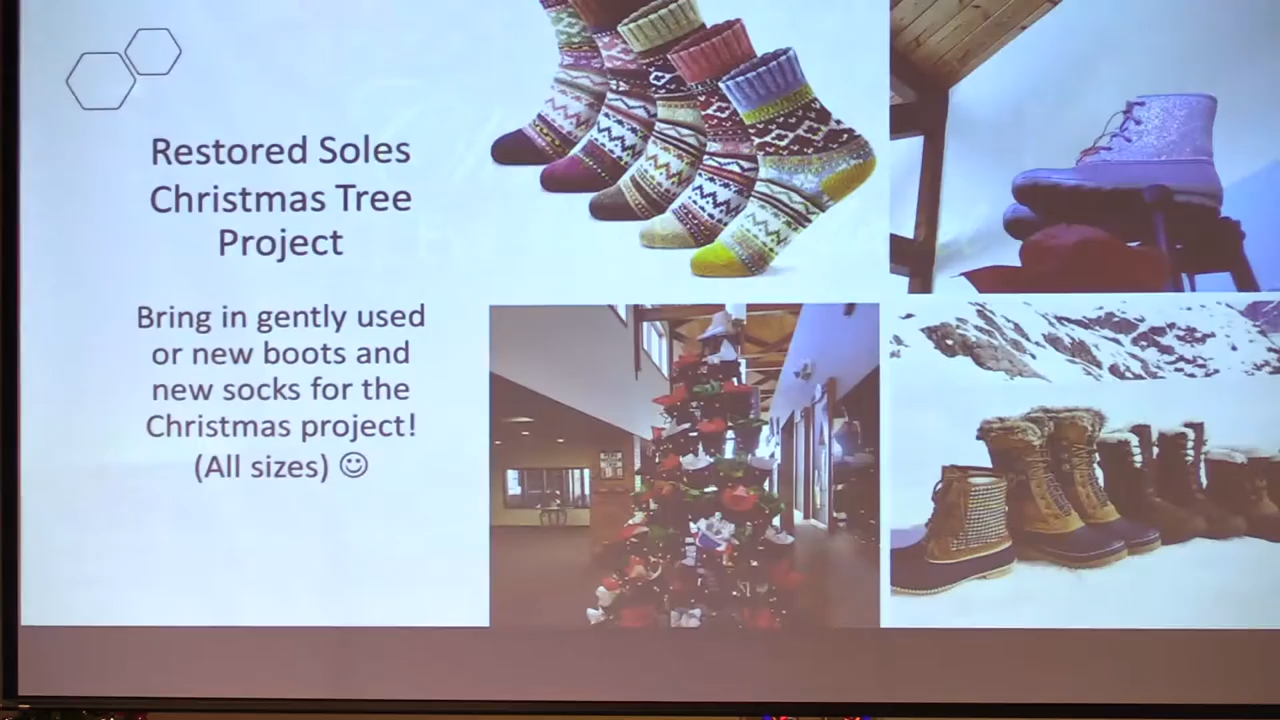 Restored Soles
Christmas Tree
Project
Bring in gently used
or new boots and
new socks for the
Christmas project!
(All sizes) ☺